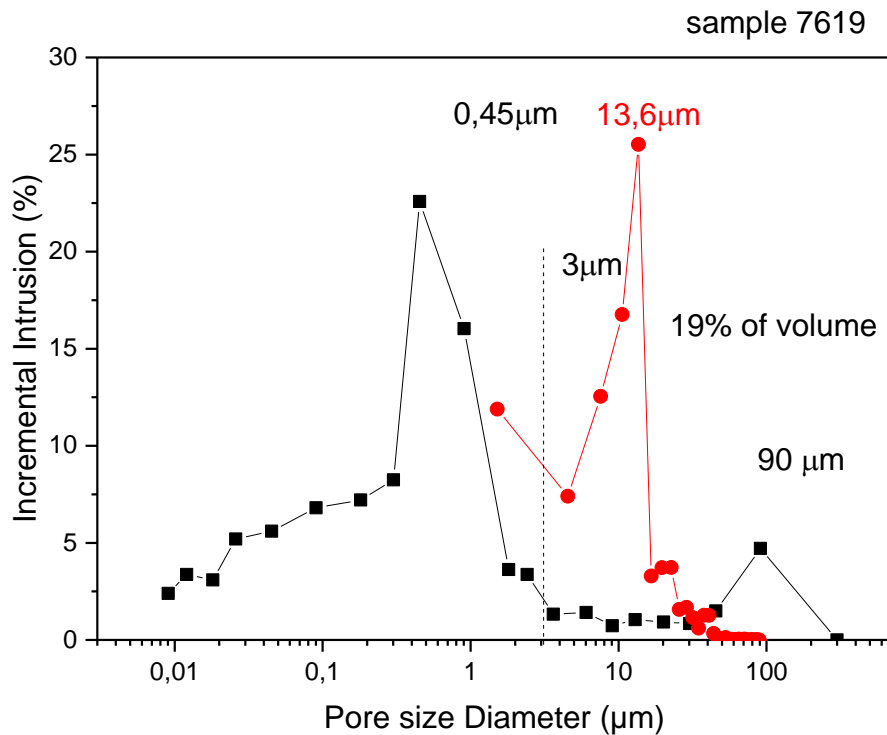 sample 7619
30
25
20
15
10
5
0
Incremental Intrusion (%)
0,45μm
13,6μm
3μm
19% of volume
90 μm
0,01
0,1
1
10
100
Pore size Diameter (μm)